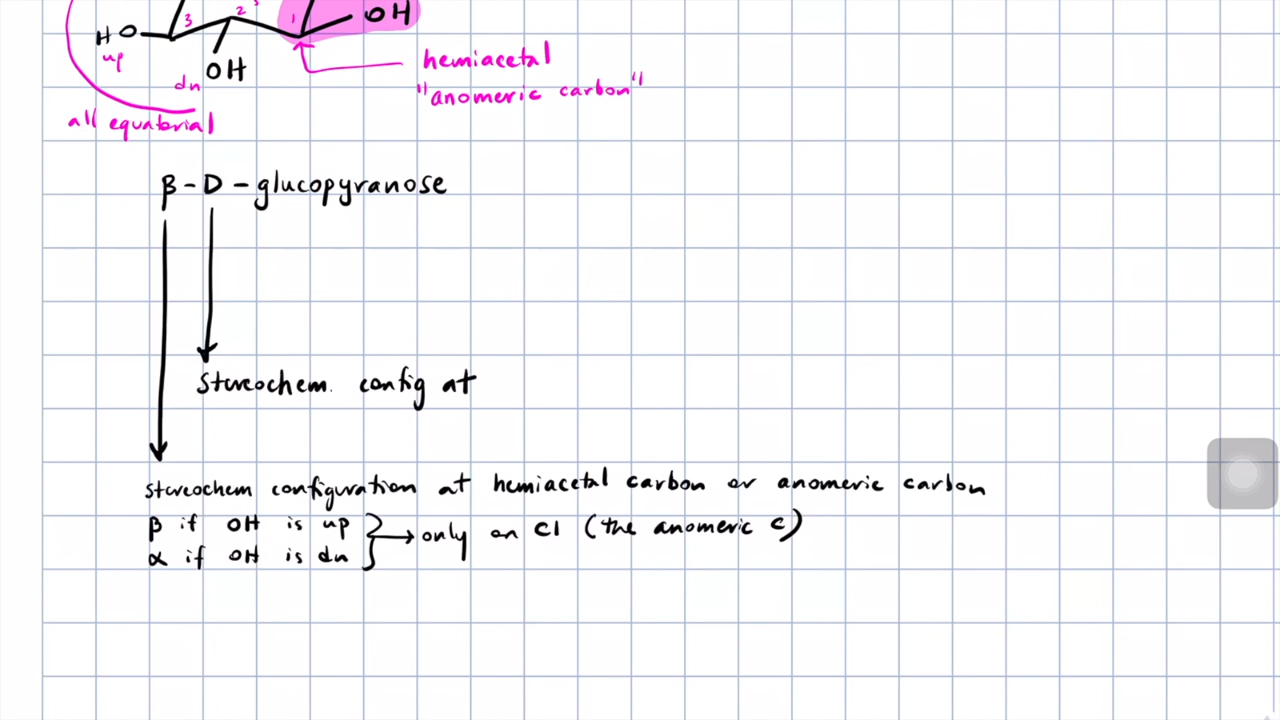 3 2 1 OH
HO
up
OH
dn
hemiacetal
"anomeric carbon"
all equatorial
β-D-glucopyranose
Stereochem. config at
Stereochem configuration at hemiacetal carbon or anomeric carbon
β if OH is up
α if OH is dn
only on C1 (the anomeric C)